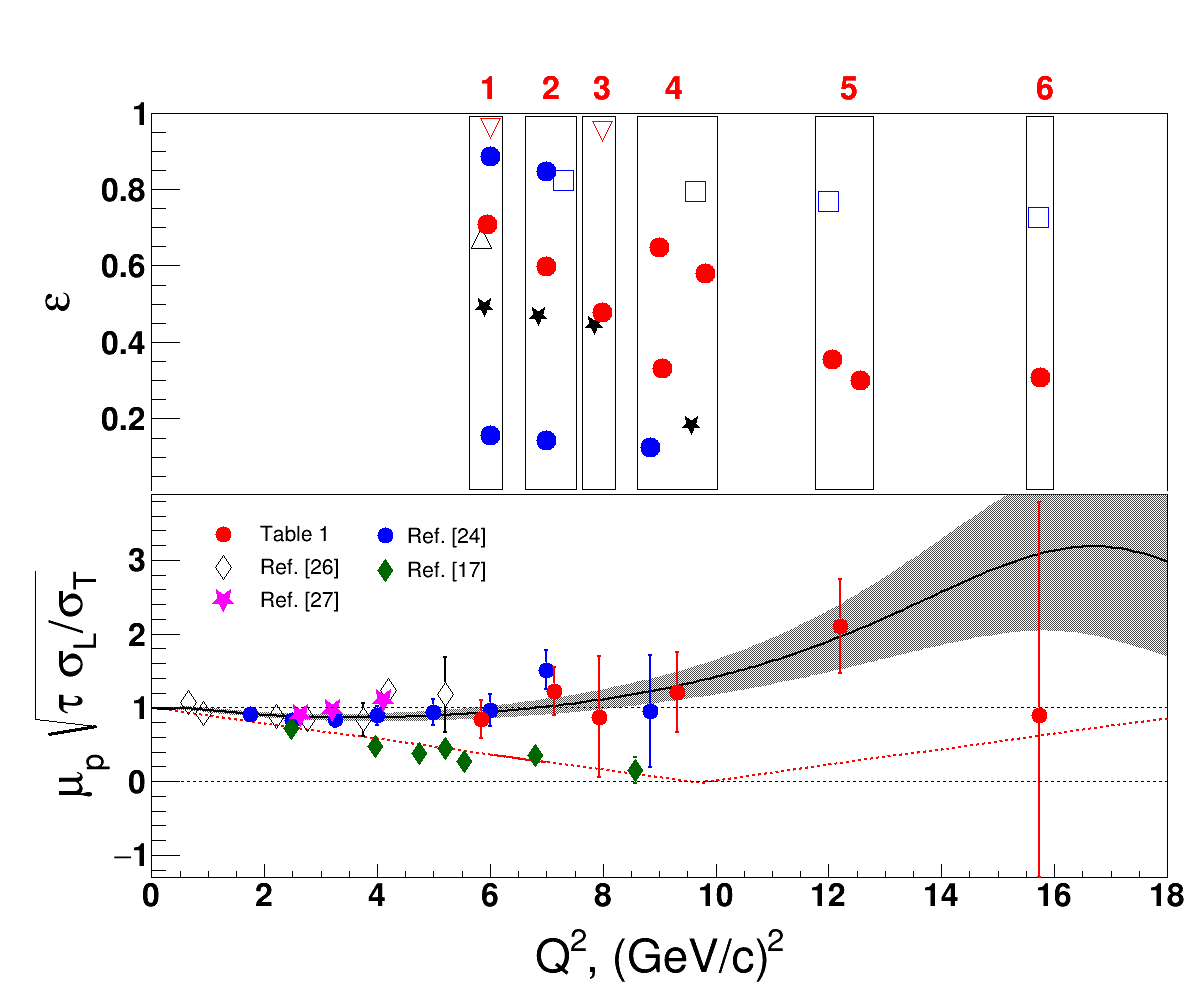 1 2 3 4 5 6
1
0.8
0.6
0.4
0.2
ε
Table 1
Ref. [24]
Ref. [26]
Ref. [17]
Ref. [27]
3
2
1
0
−1
μp √τ σL/σT
0 2 4 6 8 10 12 14 16 18
Q², (GeV/c)²